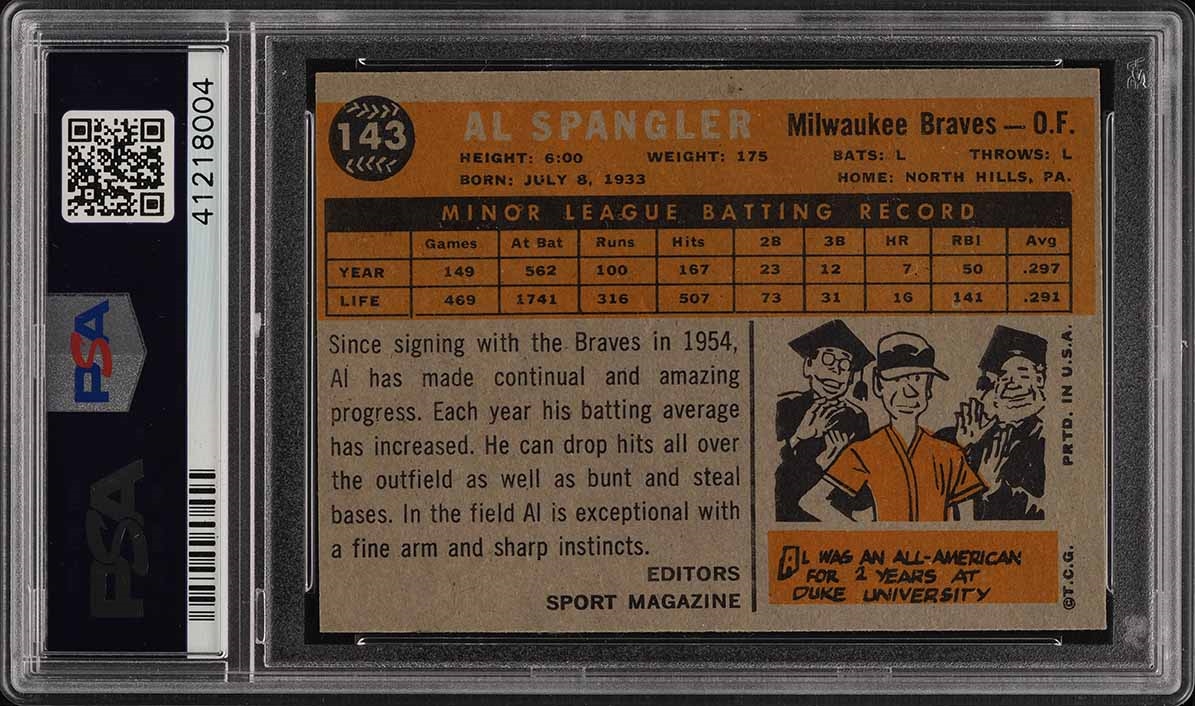 41218004
PSA
PSA
143
AL SPANGLER Milwaukee Braves — O.F.
HEIGHT: 6:00 WEIGHT: 175 BATS: L THROWS: L
BORN: JULY 8, 1933 HOME: NORTH HILLS, PA.
MINOR LEAGUE BATTING RECORD
Games At Bat Runs Hits 2B 3B HR RBI Avg
YEAR 149 562 100 167 23 12 7 50 .297
LIFE 469 1741 316 507 73 31 16 141 .291
Since signing with the Braves in 1954,
Al has made continual and amazing
progress. Each year his batting average
has increased. He can drop hits all over
the outfield as well as bunt and steal
bases. In the field Al is exceptional with
a fine arm and sharp instincts.
EDITORS
SPORT MAGAZINE
AL WAS AN ALL-AMERICAN
FOR 2 YEARS AT
DUKE UNIVERSITY
PRTD. IN U.S.A.
©T.C.G.
PSA